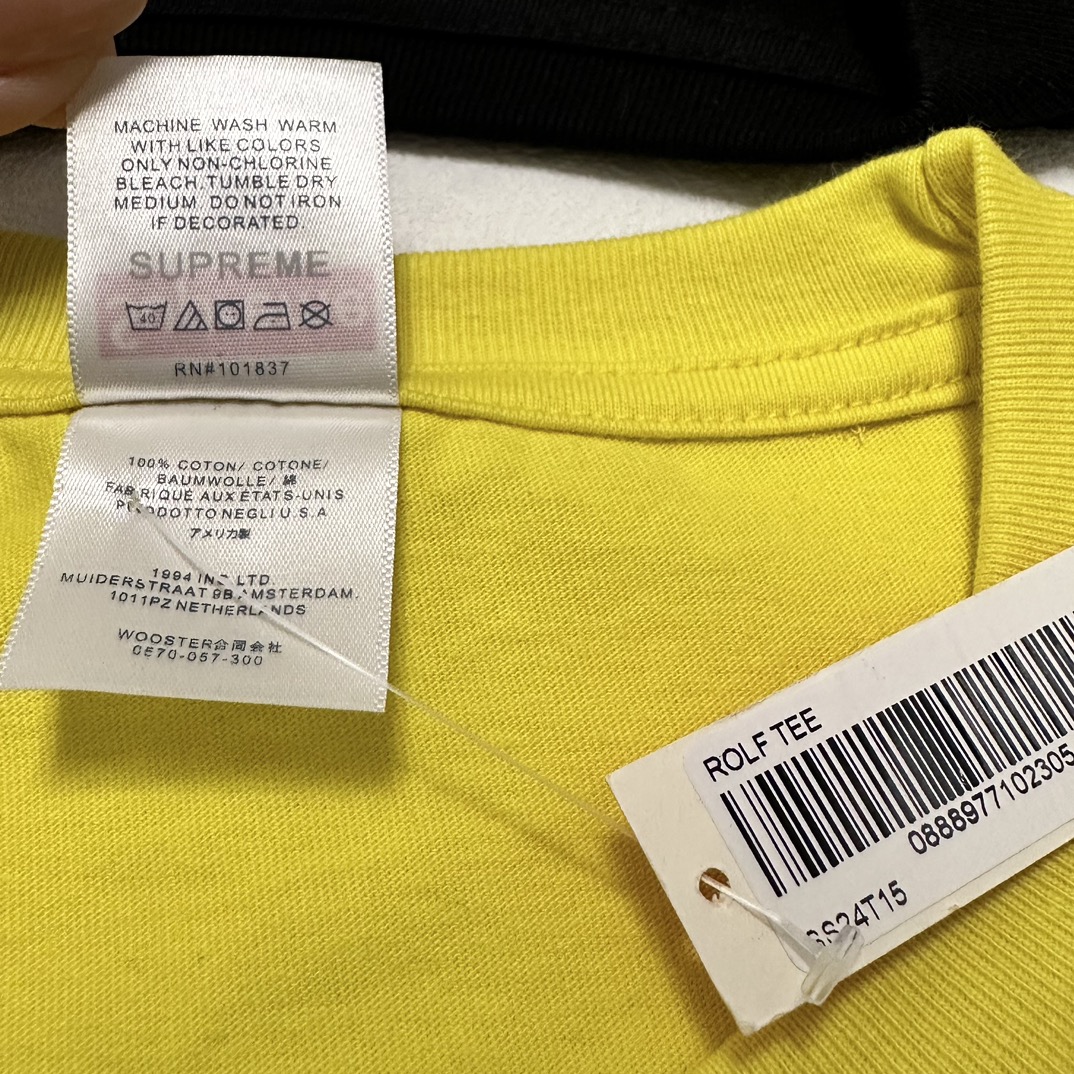 MACHINE WASH WARM
WITH LIKE COLORS
ONLY NON-CHLORINE
BLEACH.TUMBLE DRY
MEDIUM DO NOT IRON
IF DECORATED.
SUPREME
40
RN#101837
100% COTON/ COTONE/
BAUMWOLLE/ 綿
FABRIQUÉ AUX ÉTATS-UNIS
PRODOTTO NEGLI U.S.A
アメリカ製
1994 INC LTD.
MUIDERSTRAAT 9B AMSTERDAM.
1011PZ NETHERLANDS
WOOSTER合同会社
0570-057-300
ROLF TEE
0888977102305
SS24T15